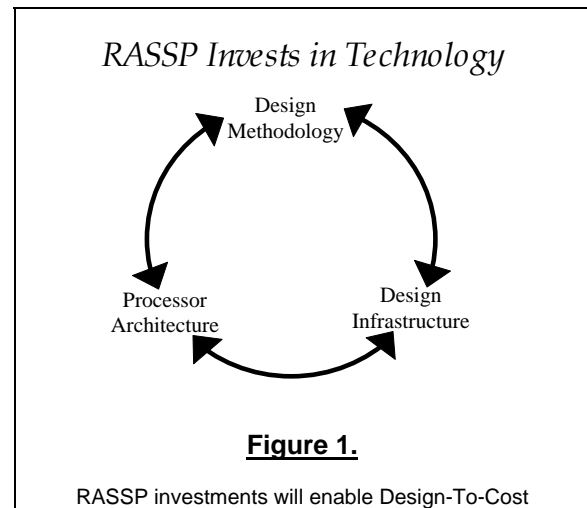 RASSP Invests in Technology
Design
Methodology
Processor
Architecture
Design
Infrastructure
Figure 1.
RASSP investments will enable Design-To-Cost